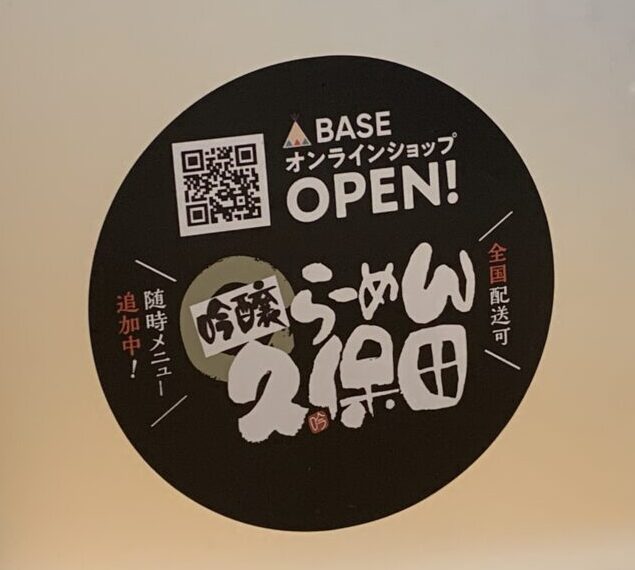 BASE
オンラインショップ
OPEN!
吟醸
らーめん
久保田
吟
全国配送可
随時メニュー
追加中!